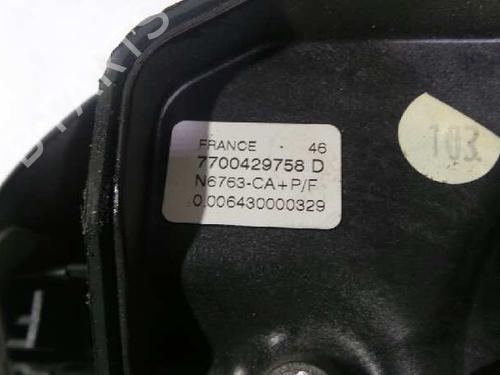 FRANCE - 46
7700429758 D
N6763-CA+P/F
0.006430000329
103